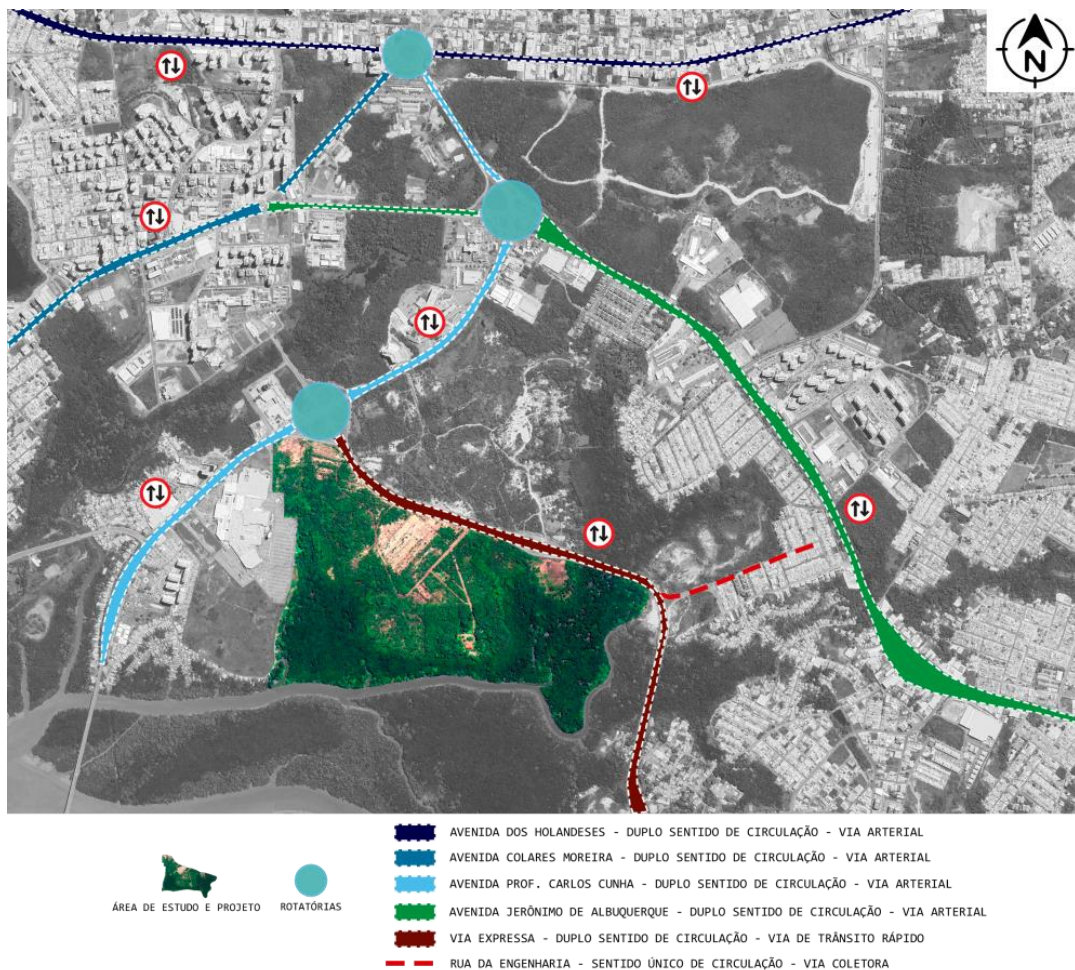 N
AVENIDA DOS HOLANDESES - DUPLO SENTIDO DE CIRCULAÇÃO - VIA ARTERIAL
AVENIDA COLARES MOREIRA - DUPLO SENTIDO DE CIRCULAÇÃO - VIA ARTERIAL
AVENIDA PROF. CARLOS CUNHA - DUPLO SENTIDO DE CIRCULAÇÃO - VIA ARTERIAL
ÁREA DE ESTUDO E PROJETO
ROTATÓRIAS
AVENIDA JERÔNIMO DE ALBUQUERQUE - DUPLO SENTIDO DE CIRCULAÇÃO - VIA ARTERIAL
VIA EXPRESSA - DUPLO SENTIDO DE CIRCULAÇÃO - VIA DE TRÂNSITO RÁPIDO
RUA DA ENGENHARIA - SENTIDO ÚNICO DE CIRCULAÇÃO - VIA COLETORA